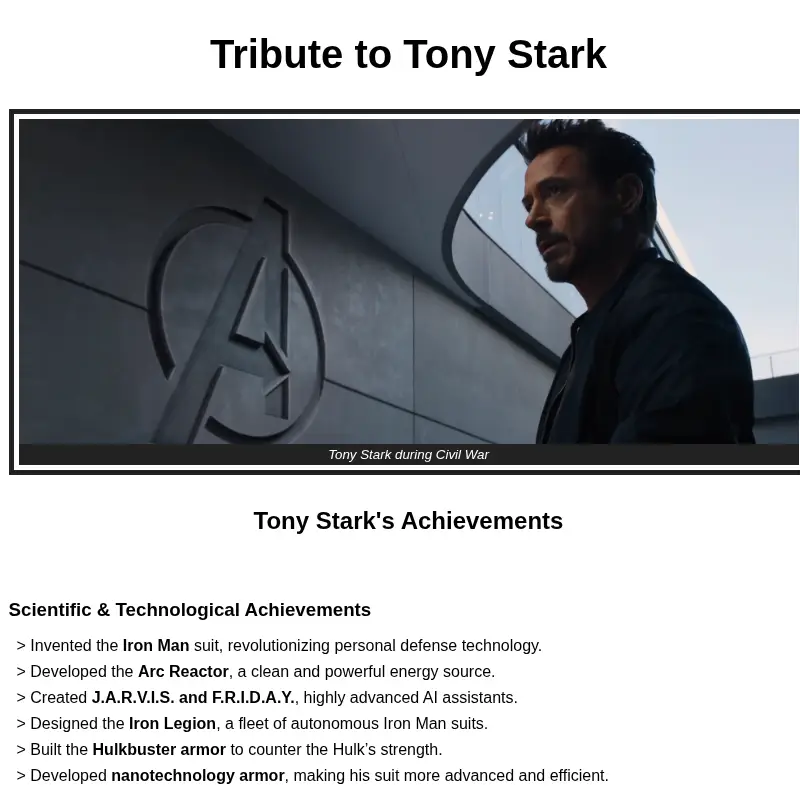 Tribute to Tony Stark
Tony Stark during Civil War
Tony Stark's Achievements
Scientific & Technological Achievements
> Invented the Iron Man suit, revolutionizing personal defense technology.
> Developed the Arc Reactor, a clean and powerful energy source.
> Created J.A.R.V.I.S. and F.R.I.D.A.Y., highly advanced AI assistants.
> Designed the Iron Legion, a fleet of autonomous Iron Man suits.
> Built the Hulkbuster armor to counter the Hulk’s strength.
> Developed nanotechnology armor, making his suit more advanced and efficient.